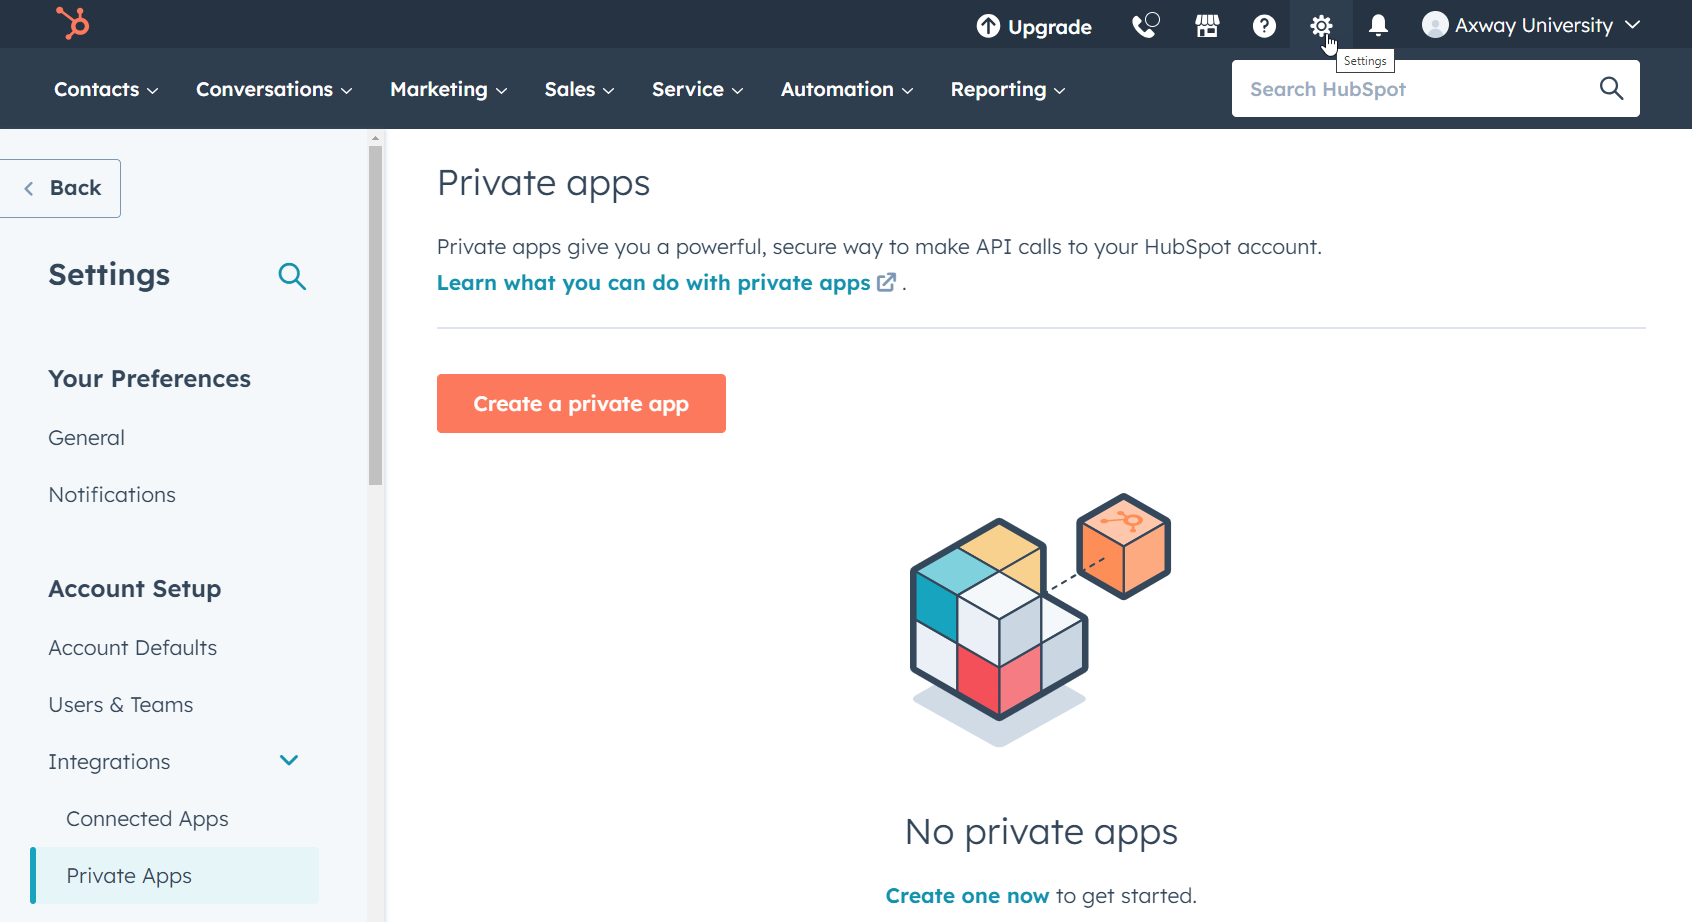 Upgrade
Axway University
Settings
Contacts
Conversations
Marketing
Sales
Service
Automation
Reporting
Search HubSpot
Back
Settings
Your Preferences
General
Notifications
Account Setup
Account Defaults
Users & Teams
Integrations
Connected Apps
Private Apps
Private apps
Private apps give you a powerful, secure way to make API calls to your HubSpot account.
Learn what you can do with private apps .
Create a private app
No private apps
Create one now to get started.